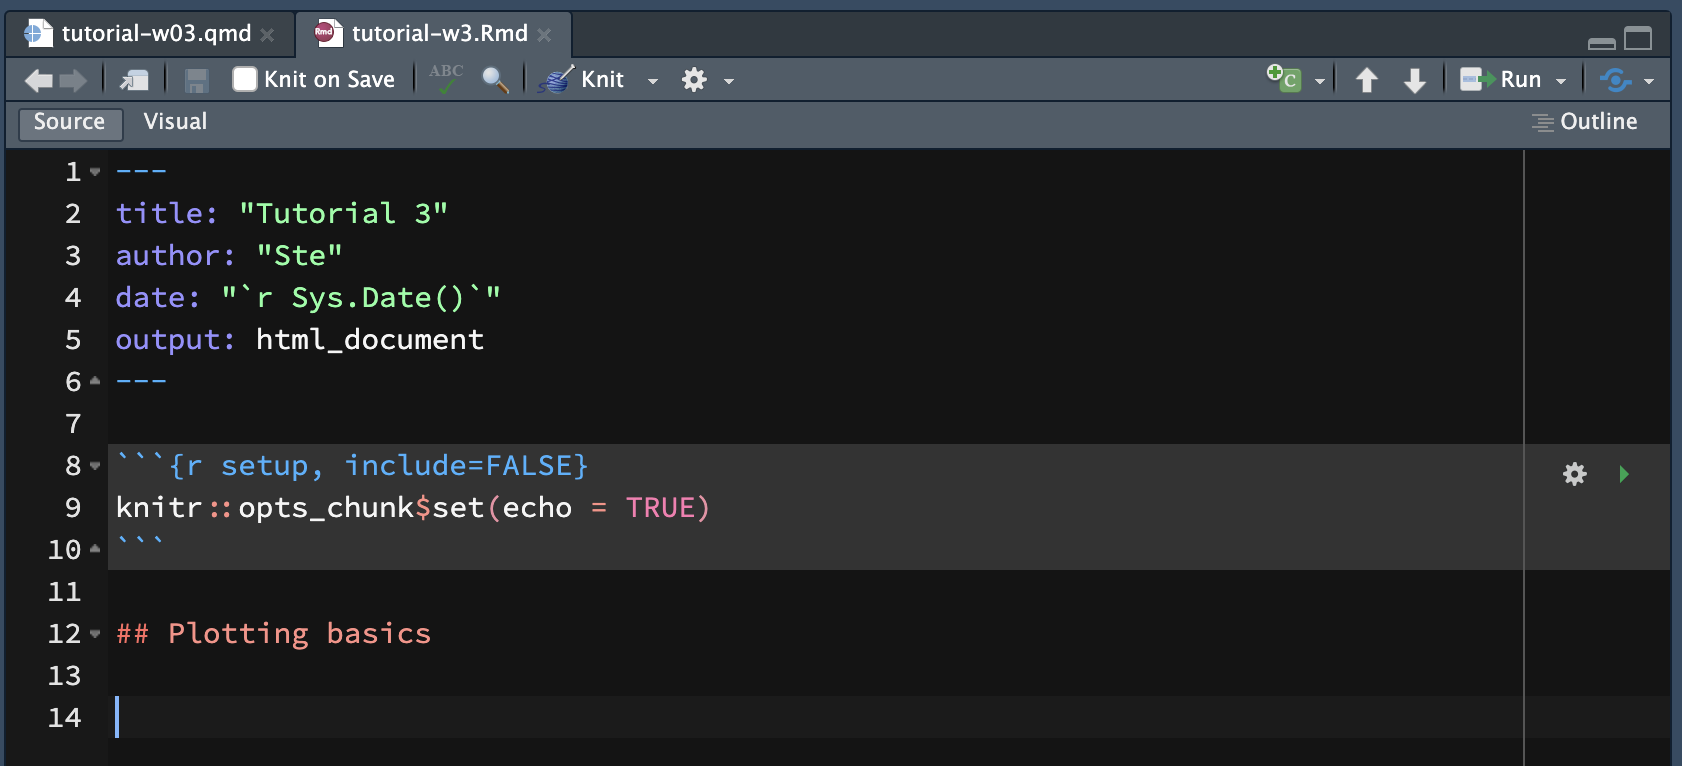 tutorial-w03.qmd × Rmd tutorial-w3.Rmd ×
Knit on Save ABC Knit C Run
Source Visual Outline
1 ---
2 title: "Tutorial 3"
3 author: "Ste"
4 date: "`r Sys.Date()`"
5 output: html_document
6 ---
7
8 ```{r setup, include=FALSE}
9 knitr::opts_chunk$set(echo = TRUE)
10 ```
11
12 ## Plotting basics
13
14